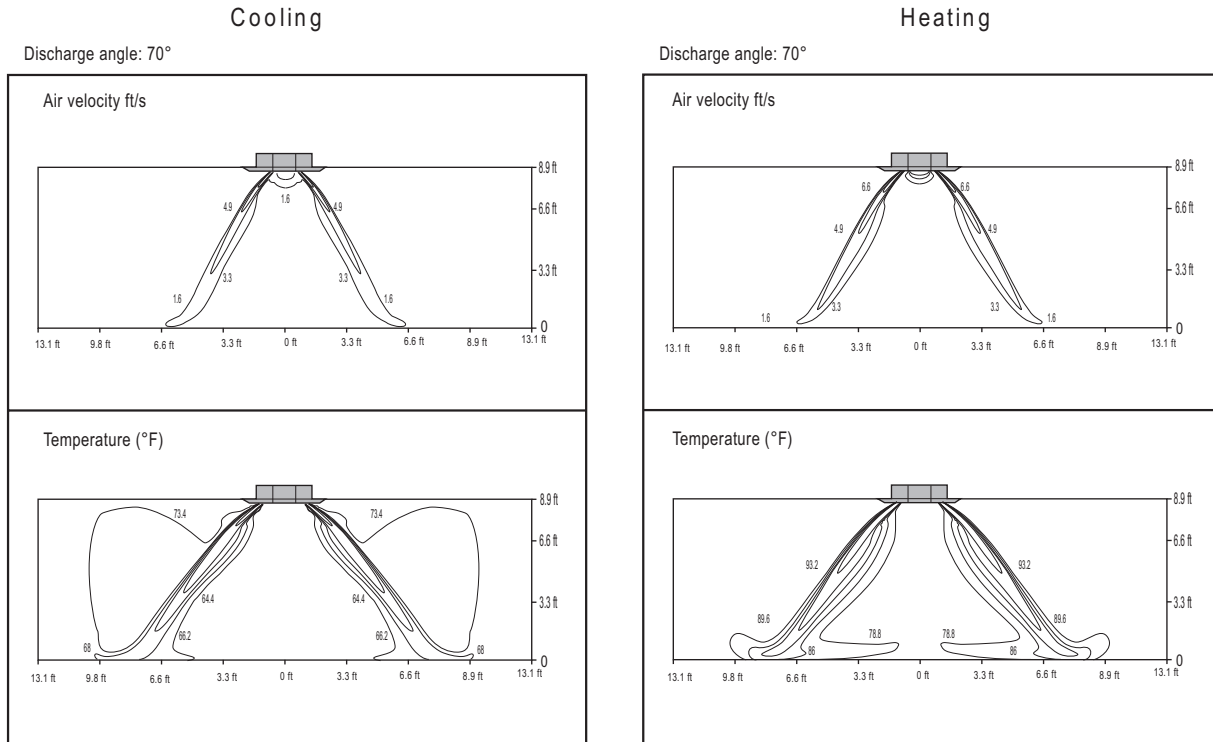 Cooling
Discharge angle: 70°
Air velocity ft/s
8.9 ft
1.6
4.9
4.9
6.6 ft
3.3
3.3
3.3 ft
1.6
1.6
0
13.1 ft 9.8 ft 6.6 ft 3.3 ft 0 ft 3.3 ft 6.6 ft 8.9 ft 13.1 ft
Temperature (°F)
8.9 ft
73.4
73.4
6.6 ft
64.4
64.4
3.3 ft
66.2
66.2
68
68
0
13.1 ft 9.8 ft 6.6 ft 3.3 ft 0 ft 3.3 ft 6.6 ft 8.9 ft 13.1 ft
Heating
Discharge angle: 70°
Air velocity ft/s
8.9 ft
6.6
6.6
6.6 ft
4.9
4.9
3.3 ft
3.3
3.3
1.6
1.6
0
13.1 ft 9.8 ft 6.6 ft 3.3 ft 0 ft 3.3 ft 6.6 ft 8.9 ft 13.1 ft
Temperature (°F)
8.9 ft
6.6 ft
93.2
93.2
3.3 ft
89.6
89.6
78.8
78.8
86
86
0
13.1 ft 9.8 ft 6.6 ft 3.3 ft 0 ft 3.3 ft 6.6 ft 8.9 ft 13.1 ft